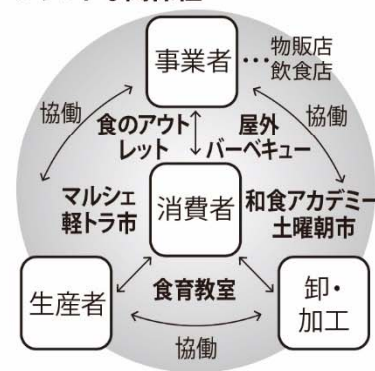 事業者
…物販店
飲食店
協働
協働
食のアウト
レット
屋外
バーベキュー
マルシェ
軽トラ市
消費者
和食アカデミー
土曜朝市
生産者
食育教室
卸・
加工
協働